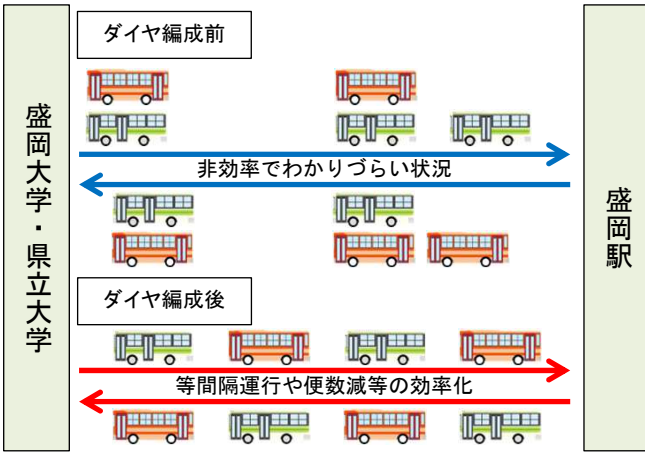 ダイヤ編成前
盛岡大学・県立大学
非効率でわかりづらい状況
盛岡駅
ダイヤ編成後
等間隔運行や便数減等の効率化